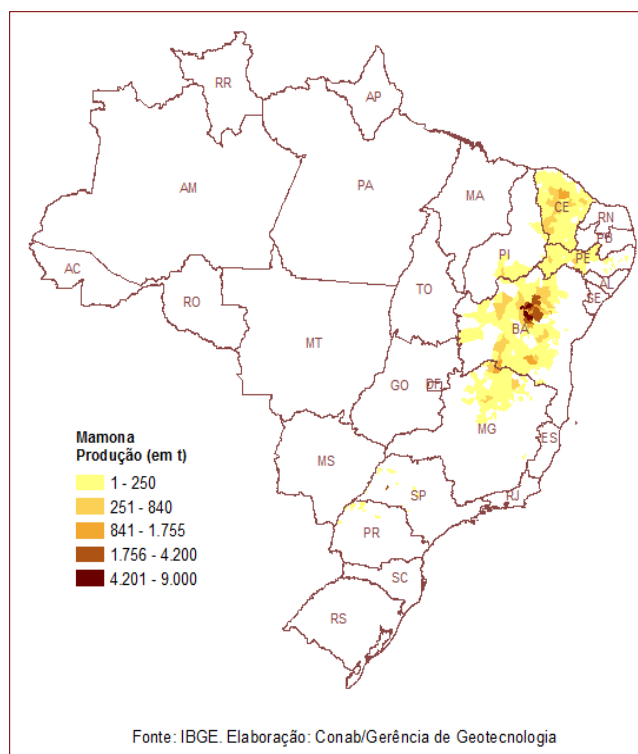 RR
AP
AM
PA
MA
CE
RN
PB
PI
PE
AL
SE
AC
TO
RO
BA
MT
GO
DF
MG
ES
MS
SP
RJ
PR
SC
RS
Mamona
Produção (em t)
1 - 250
251 - 840
841 - 1.755
1.756 - 4.200
4.201 - 9.000
Fonte: IBGE. Elaboração: Conab/Gerência de Geotecnologia